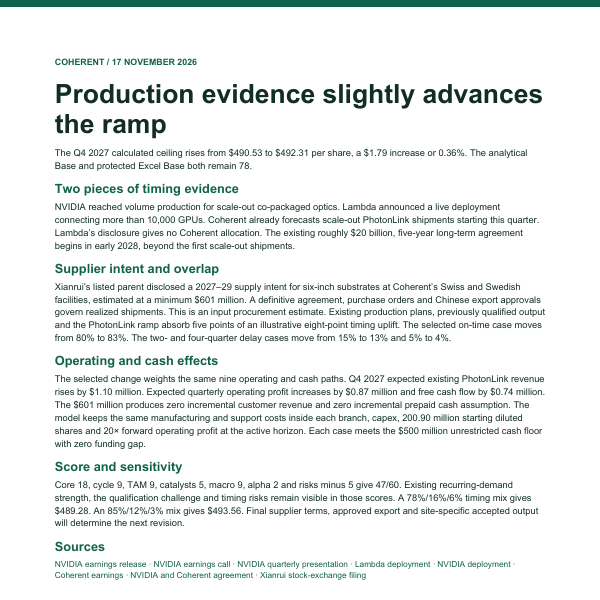 COHERENT / 17 NOVEMBER 2026
Production evidence slightly advances
the ramp
The Q4 2027 calculated ceiling rises from $490.53 to $492.31 per share, a $1.79 increase or 0.36%. The analytical
Base and protected Excel Base both remain 78.
Two pieces of timing evidence
NVIDIA reached volume production for scale-out co-packaged optics. Lambda announced a live deployment
connecting more than 10,000 GPUs. Coherent already forecasts scale-out PhotonLink shipments starting this quarter.
Lambda's disclosure gives no Coherent allocation. The existing roughly $20 billion, five-year long-term agreement
begins in early 2028, beyond the first scale-out shipments.
Supplier intent and overlap
Xianrui's listed parent disclosed a 2027–29 supply intent for six-inch substrates at Coherent's Swiss and Swedish
facilities, estimated at a minimum $601 million. A definitive agreement, purchase orders and Chinese export approvals
govern realized shipments. This is an input procurement estimate. Existing production plans, previously qualified output
and the PhotonLink ramp absorb five points of an illustrative eight-point timing uplift. The selected on-time case moves
from 80% to 83%. The two- and four-quarter delay cases move from 15% to 13% and 5% to 4%.
Operating and cash effects
The selected change weights the same nine operating and cash paths. Q4 2027 expected existing PhotonLink revenue
rises by $1.10 million. Expected quarterly operating profit increases by $0.87 million and free cash flow by $0.74 million.
The $601 million produces zero incremental customer revenue and zero incremental prepaid cash assumption. The
model keeps the same manufacturing and support costs inside each branch, capex, 200.90 million starting diluted
shares and 20× forward operating profit at the active horizon. Each case meets the $500 million unrestricted cash floor
with zero funding gap.
Score and sensitivity
Core 18, cycle 9, TAM 9, catalysts 5, macro 9, alpha 2 and risks minus 5 give 47/60. Existing recurring-demand
strength, the qualification challenge and timing risks remain visible in those scores. A 78%/16%/6% timing mix gives
$489.28. An 85%/12%/3% mix gives $493.56. Final supplier terms, approved export and site-specific accepted output
will determine the next revision.
Sources
NVIDIA earnings release · NVIDIA earnings call · NVIDIA quarterly presentation · Lambda deployment · NVIDIA deployment ·
Coherent earnings · NVIDIA and Coherent agreement · Xianrui stock-exchange filing